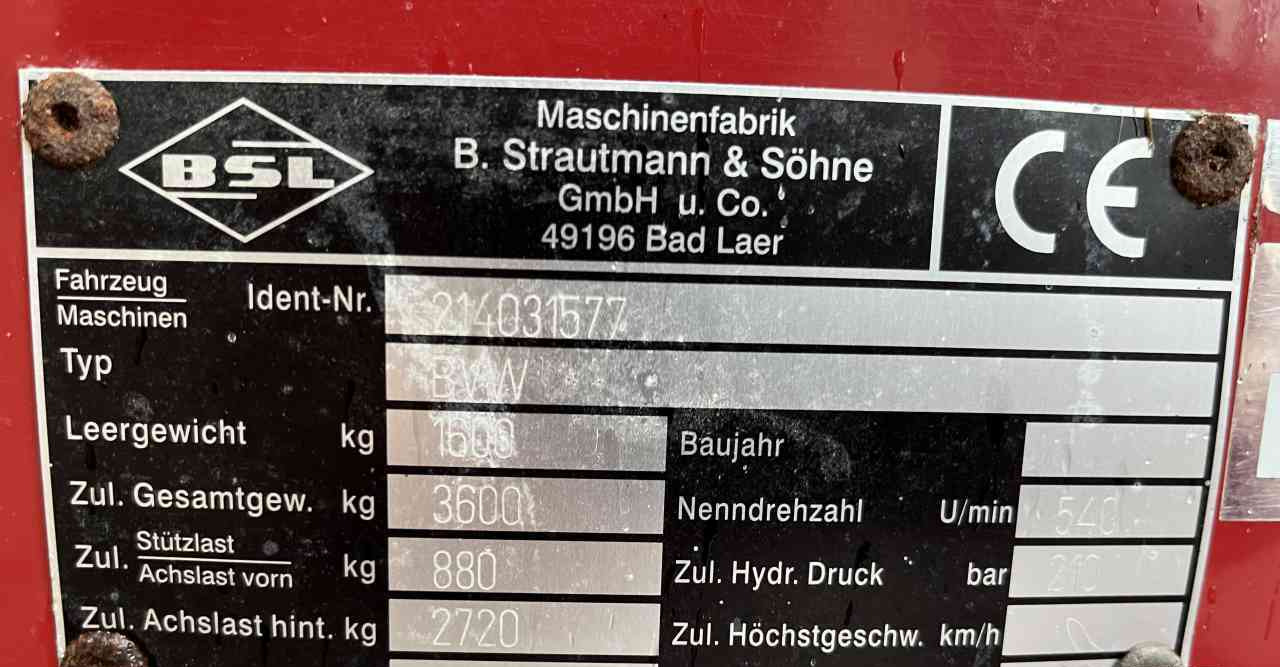 BSL
Maschinenfabrik
B. Strautmann & Söhne
GmbH u. Co.
49196 Bad Laer
CE
Fahrzeug
Maschinen
Ident-Nr. 214031577
Typ BVW
Leergewicht kg 1600
Baujahr
Zul. Gesamtgew. kg 3600
Nenndrehzahl U/min 540
Zul. Stützlast
Achslast vorn kg 880
Zul. Hydr. Druck bar 210
Zul. Achslast hint. kg 2720
Zul. Höchstgeschw. km/h